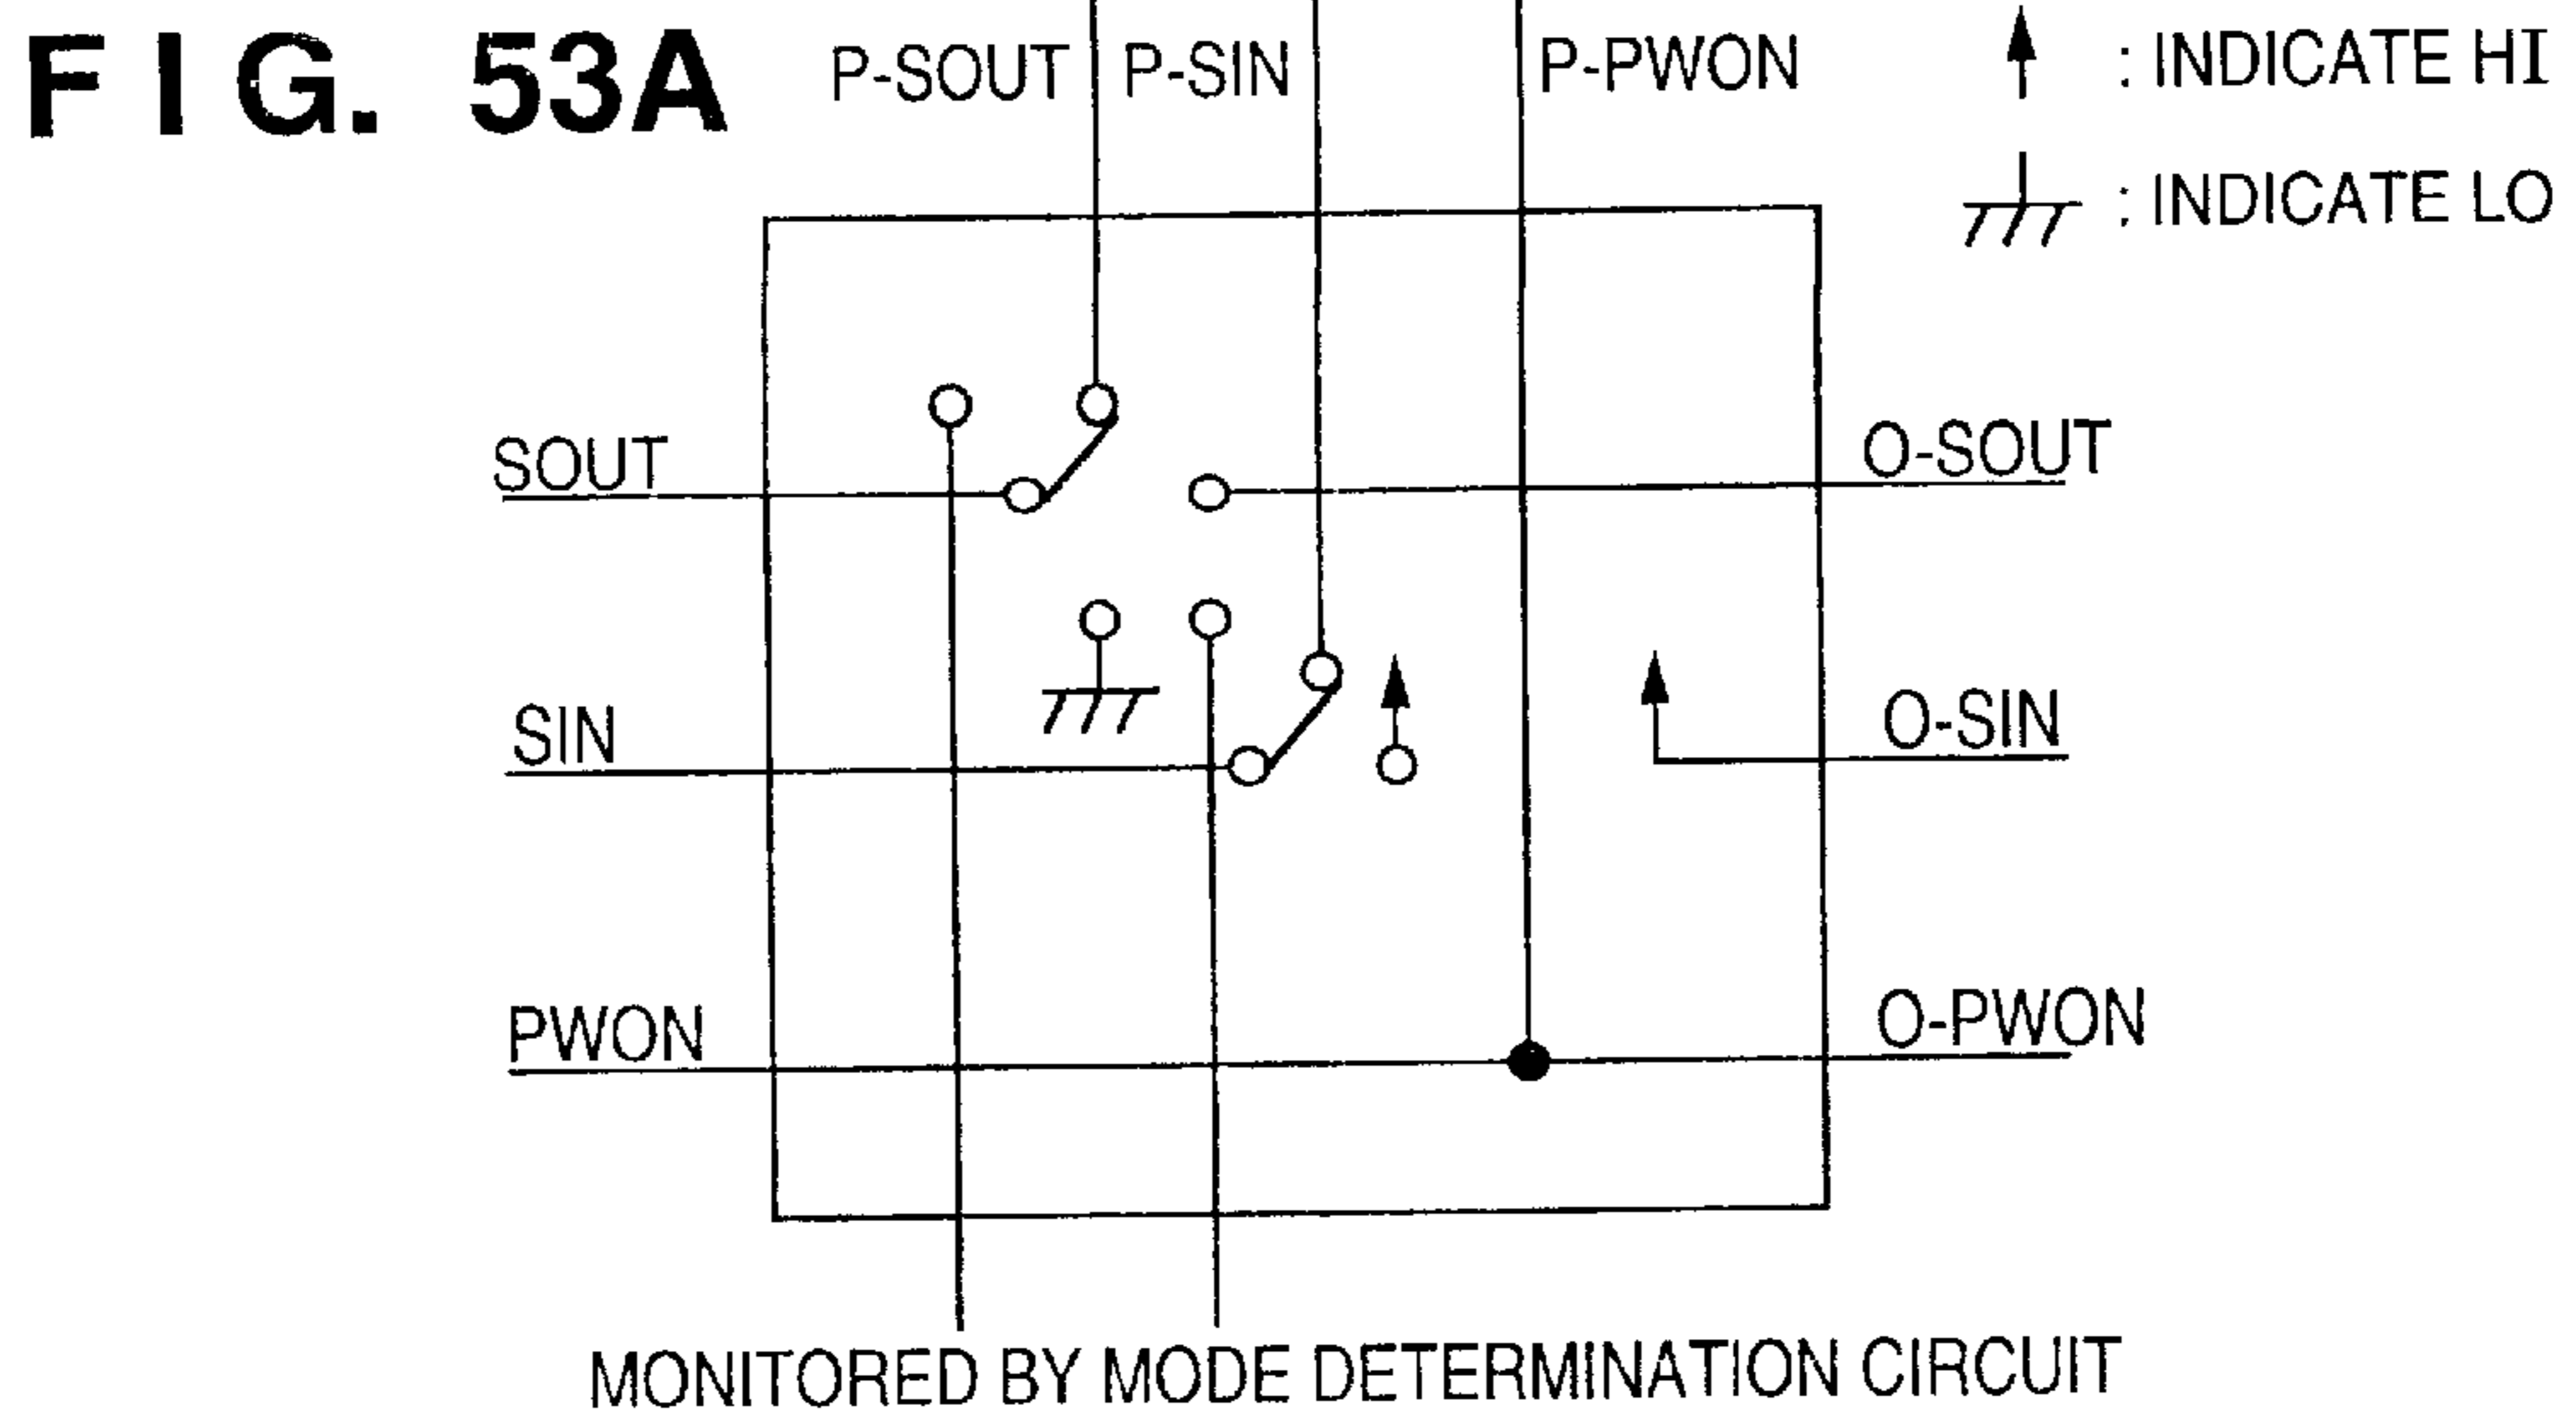 FIG. 53A
P-SOUT
P-SIN
P-PWON
: INDICATE HI
: INDICATE LO
SOUT
O-SOUT
SIN
O-SIN
PWON
O-PWON
MONITORED BY MODE DETERMINATION CIRCUIT